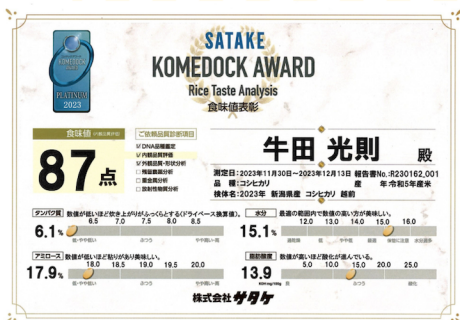 SATAKE
KOMEDOCK AWARD
Rice Taste Analysis
食味値表彰
KOMEDOCK
PLATINUM
2023
食味値
87点
ご依頼品質診断項目
DNA品種鑑定
内観品質評価
外観品質・形状分析
残留農薬分析
重金属分析
放射性物質分析
牛田 光則 殿
測定日:2023年11月30日～2023年12月13日 報告書No.:R230162_001
品 種:コシヒカリ 産 年:令和5年産米
検体名:2023年 新潟県産 コシヒカリ 越前
タンパク質 数値が低いほど炊き上がりがふっくらとする(ドライベース換算値)。
6.1% 6.5 7.0 7.5 8.0 8.5
水分 最適の範囲内で数値の高い方が美味しい。
15.1% 12.0 13.0 14.0 15.0 16.0
アミロース 数値が低いほど粘りがあり美味しい。
17.9% 18.0 18.5 19.0 19.5 20.0
脂肪酸度 数値が高いほど酸化が進んでいる。
13.9 5.0 10.0 15.0 20.0 25.0
株式会社サタケ